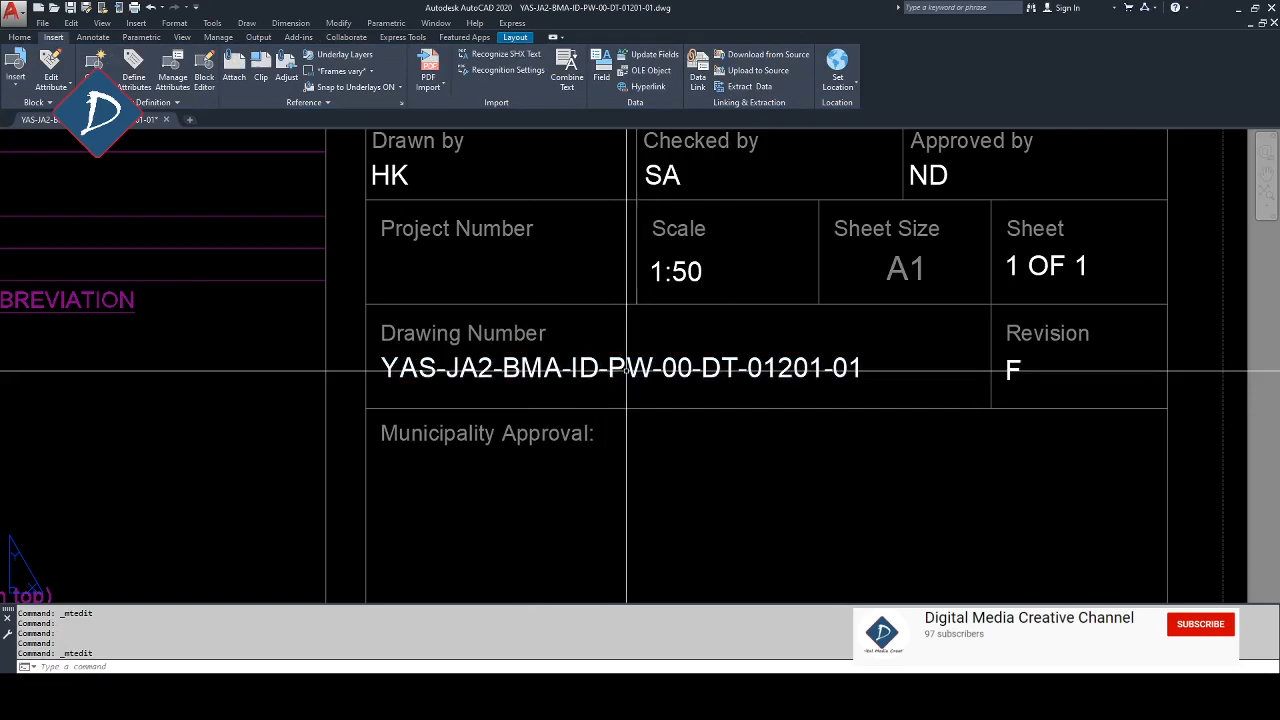 Autodesk AutoCAD 2020 YAS-JA2-BMA-ID-PW-00-DT-01201-01.dwg
Type a keyword or phrase
Sign In
File Edit View Insert Format Tools Draw Dimension Modify Parametric Window Help Express
Home Insert Annotate Parametric View Manage Output Add-ins Collaborate Express Tools Featured Apps Layout
Insert
Edit Attribute
Define Attributes
Manage Attributes
Block Editor
Attach
Clip
Adjust
Underlay Layers
*Frames vary*
Snap to Underlays ON
PDF Import
Recognize SHX Text
Recognition Settings
Combine Text
Field
Update Fields
OLE Object
Hyperlink
Data Link
Download from Source
Upload to Source
Extract Data
Set Location
Block Definition Reference Import Data Linking & Extraction Location
D
Drawn by Checked by Approved by
HK SA ND
Project Number Scale Sheet Size Sheet
1:50 A1 1 OF 1
BREVIATION
Drawing Number Revision
YAS-JA2-BMA-ID-PW-00-DT-01201-01 F
Municipality Approval:
top)
Command: _mtedit
Command:
Command:
Command:
Command: _mtedit
Type a command
Digital Media Creative Channel
97 subscribers
SUBSCRIBE